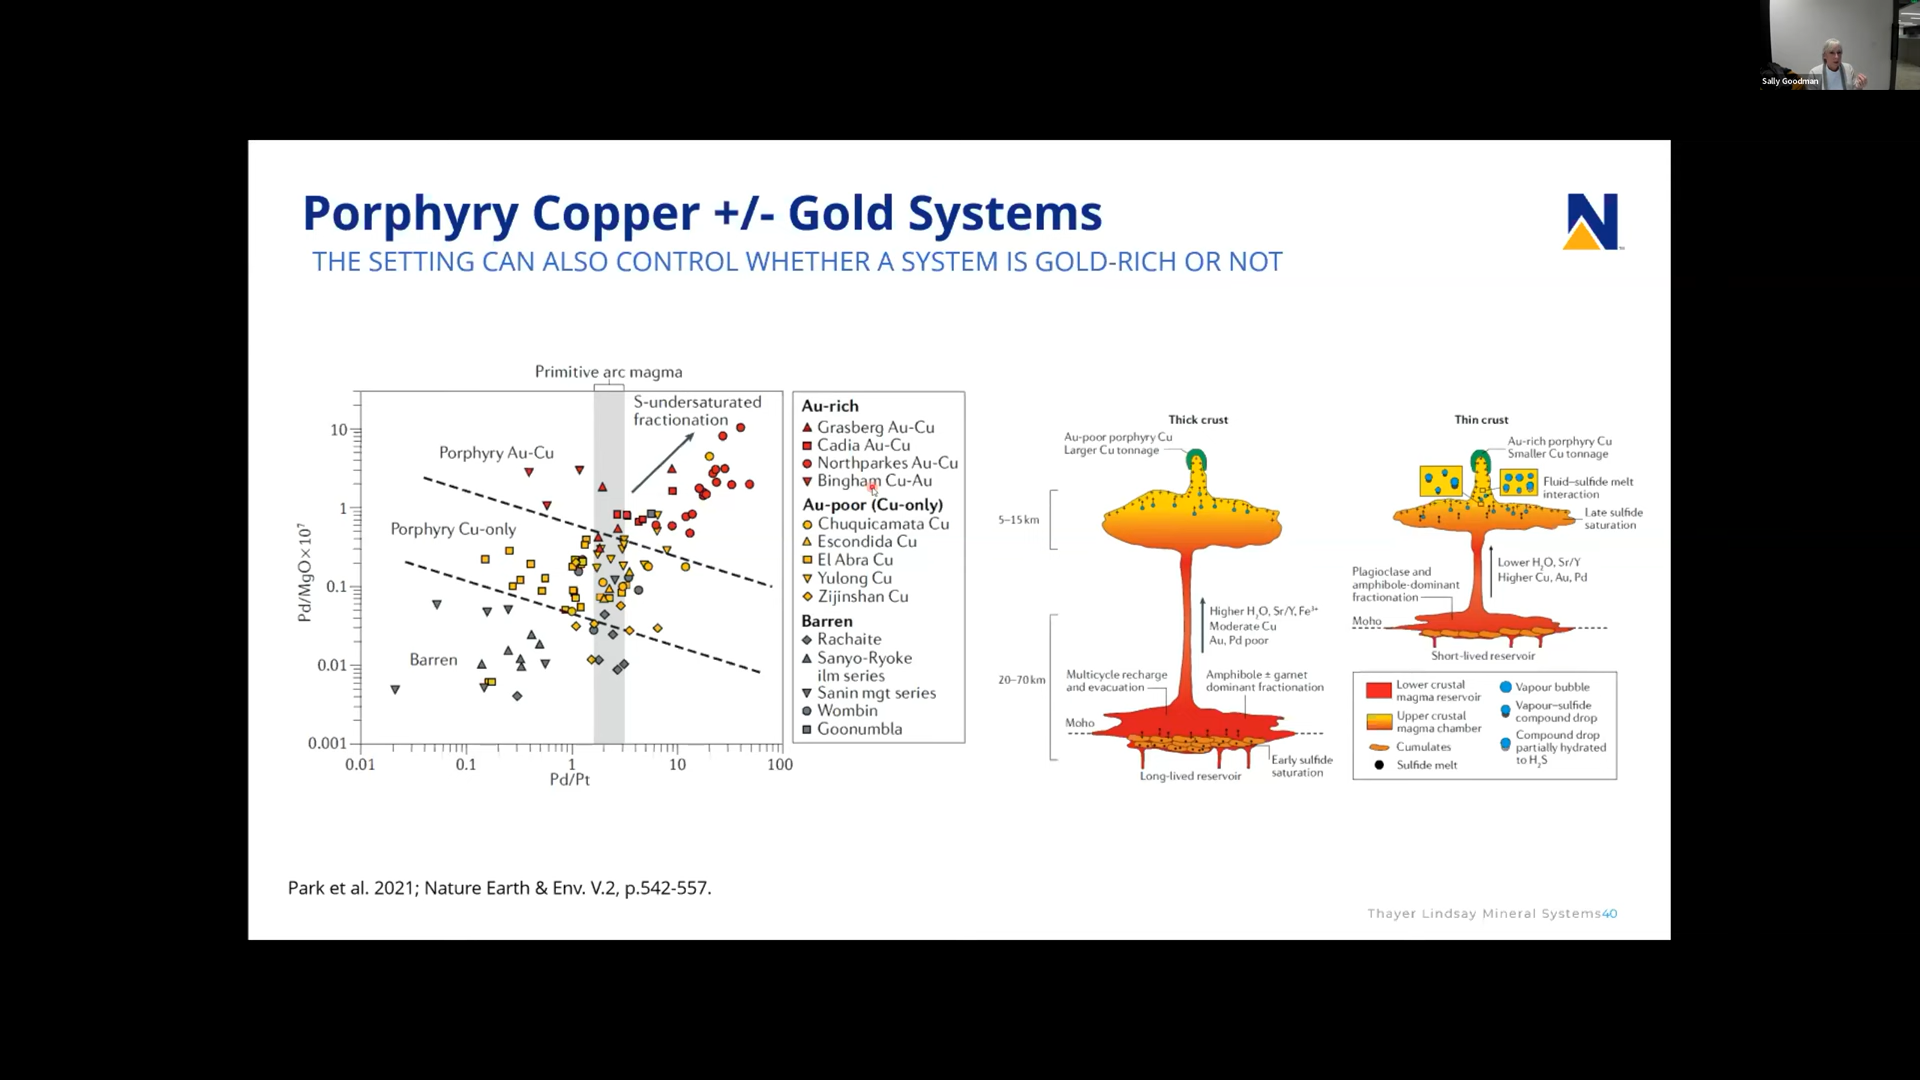 Sally Goodman
Porphyry Copper +/- Gold Systems
THE SETTING CAN ALSO CONTROL WHETHER A SYSTEM IS GOLD-RICH OR NOT
N
Primitive arc magma
S-undersaturated
fractionation
Porphyry Au-Cu
Porphyry Cu-only
Barren
Pd/MgO×10⁷
10
1
0.1
0.01
0.001
0.01
0.1
1
10
100
Pd/Pt
Au-rich
Grasberg Au-Cu
Cadia Au-Cu
Northparkes Au-Cu
Bingham Cu-Au
Au-poor (Cu-only)
Chuquicamata Cu
Escondida Cu
El Abra Cu
Yulong Cu
Zijinshan Cu
Barren
Rachaite
Sanyo-Ryoke
ilm series
Sanin mgt series
Wombin
Goonumbla
Thick crust
Au-poor porphyry Cu
Larger Cu tonnage
5–15 km
Higher H₂O, Sr/Y, Fe³⁺
Moderate Cu
Au, Pd poor
20–70 km
Multicycle recharge
and evacuation
Amphibole ± garnet
dominant fractionation
Moho
Early sulfide
saturation
Long-lived reservoir
Thin crust
Au-rich porphyry Cu
Smaller Cu tonnage
Fluid–sulfide melt
interaction
Late sulfide
saturation
Lower H₂O, Sr/Y
Higher Cu, Au, Pd
Plagioclase and
amphibole-dominant
fractionation
Moho
Short-lived reservoir
Lower crustal
magma reservoir
Upper crustal
magma chamber
Cumulates
Sulfide melt
Vapour bubble
Vapour–sulfide
compound drop
Compound drop
partially hydrated
to H₂S
Park et al. 2021; Nature Earth & Env. V.2, p.542-557.
Thayer Lindsay Mineral Systems40